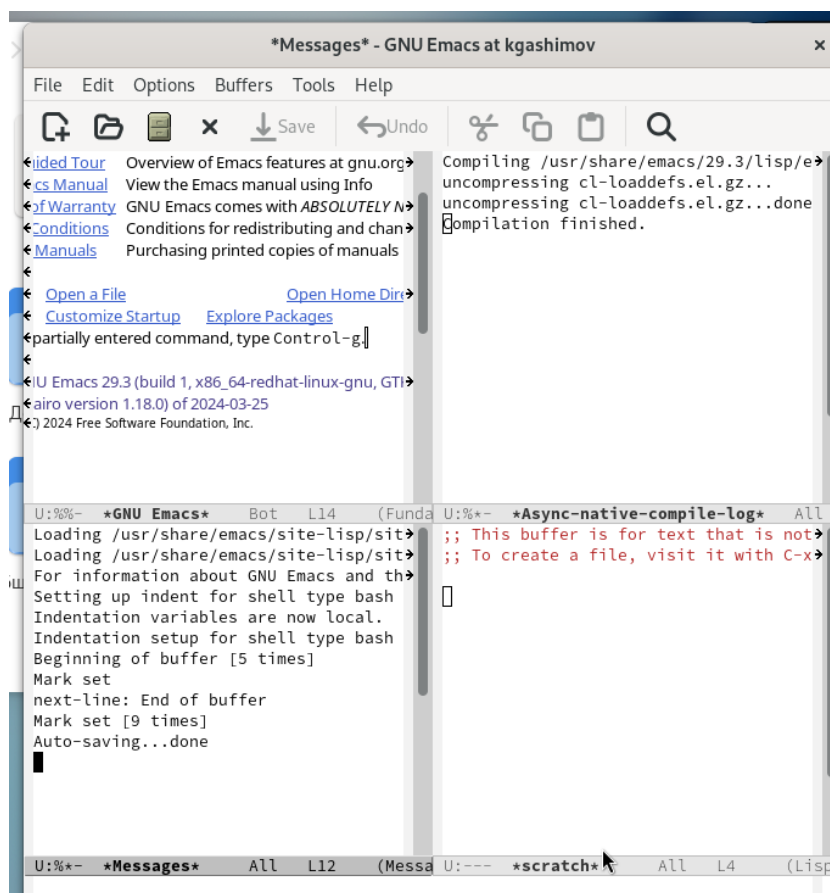 *Messages* - GNU Emacs at kgashimov
File Edit Options Buffers Tools Help
Save Undo
uided Tour Overview of Emacs features at gnu.org
cs Manual View the Emacs manual using Info
of Warranty GNU Emacs comes with ABSOLUTELY N
Conditions Conditions for redistributing and chan
Manuals Purchasing printed copies of manuals
Open a File Open Home Dire
Customize Startup Explore Packages
partially entered command, type Control-g.
IU Emacs 29.3 (build 1, x86_64-redhat-linux-gnu, GTK
airo version 1.18.0) of 2024-03-25
) 2024 Free Software Foundation, Inc.
U:%%- *GNU Emacs* Bot L14 (Funda
Compiling /usr/share/emacs/29.3/lisp/e
uncompressing cl-loaddefs.el.gz...
uncompressing cl-loaddefs.el.gz...done
Compilation finished.
U:%*- *Async-native-compile-log* All
Loading /usr/share/emacs/site-lisp/sit
Loading /usr/share/emacs/site-lisp/sit
For information about GNU Emacs and th
Setting up indent for shell type bash
Indentation variables are now local.
Indentation setup for shell type bash
Beginning of buffer [5 times]
Mark set
next-line: End of buffer
Mark set [9 times]
Auto-saving...done
U:%*- *Messages* All L12 (Messa
;; This buffer is for text that is not
;; To create a file, visit it with C-x
U:--- *scratch* All L4 (Lisp